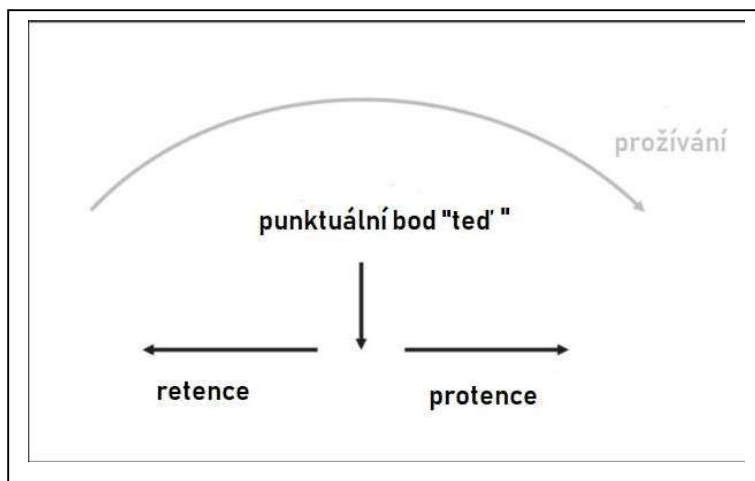 prožívání
punktuální bod "teď "
retence
protence